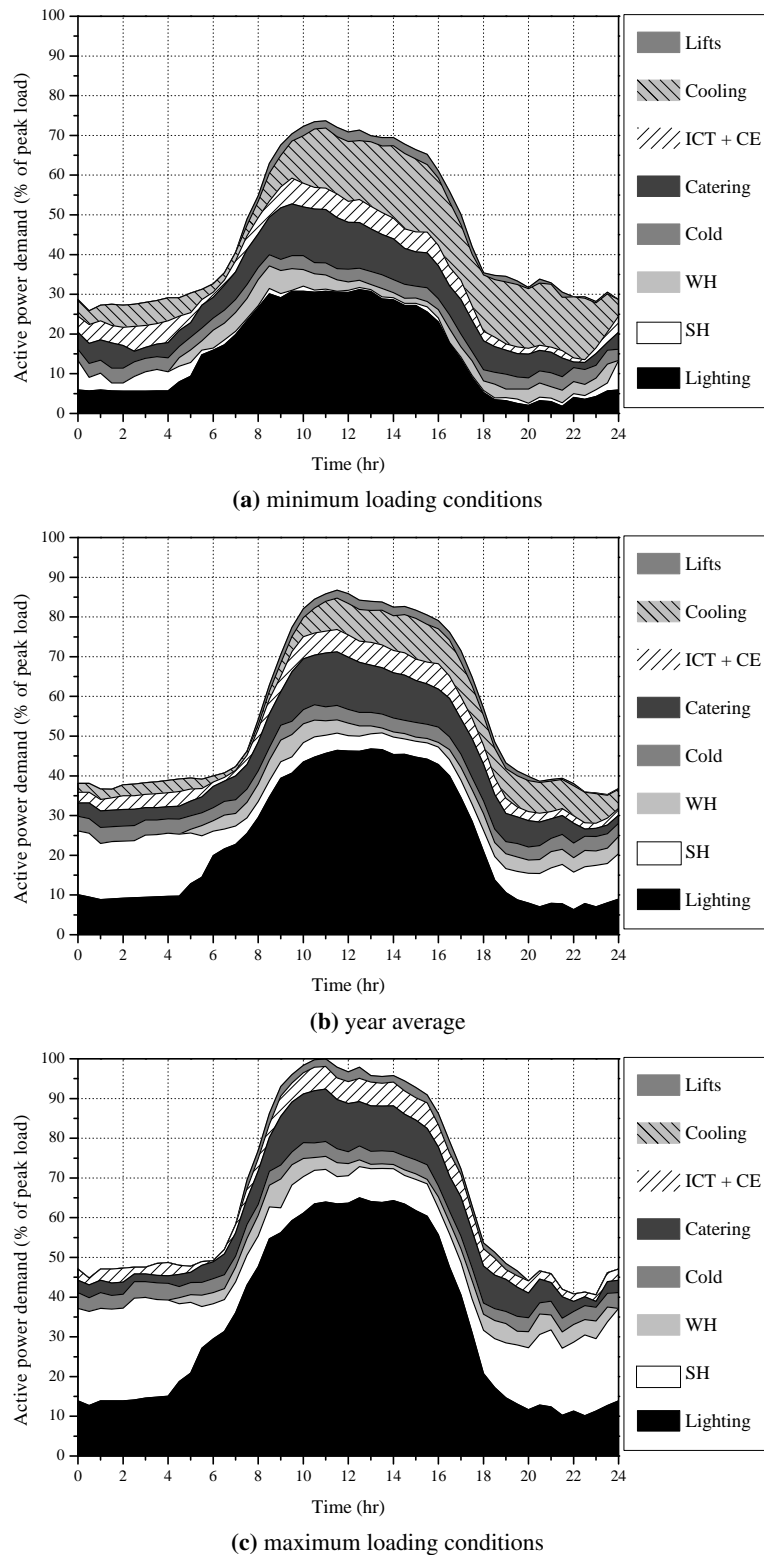 100
90
80
70
60
50
40
30
20
10
0
Active power demand (% of peak load)
0 2 4 6 8 10 12 14 16 18 20 22 24
Time (hr)
Lifts
Cooling
ICT + CE
Catering
Cold
WH
SH
Lighting
(a) minimum loading conditions
100
90
80
70
60
50
40
30
20
10
0
Active power demand (% of peak load)
0 2 4 6 8 10 12 14 16 18 20 22 24
Time (hr)
Lifts
Cooling
ICT + CE
Catering
Cold
WH
SH
Lighting
(b) year average
100
90
80
70
60
50
40
30
20
10
0
Active power demand (% of peak load)
0 2 4 6 8 10 12 14 16 18 20 22 24
Time (hr)
Lifts
Cooling
ICT + CE
Catering
Cold
WH
SH
Lighting
(c) maximum loading conditions